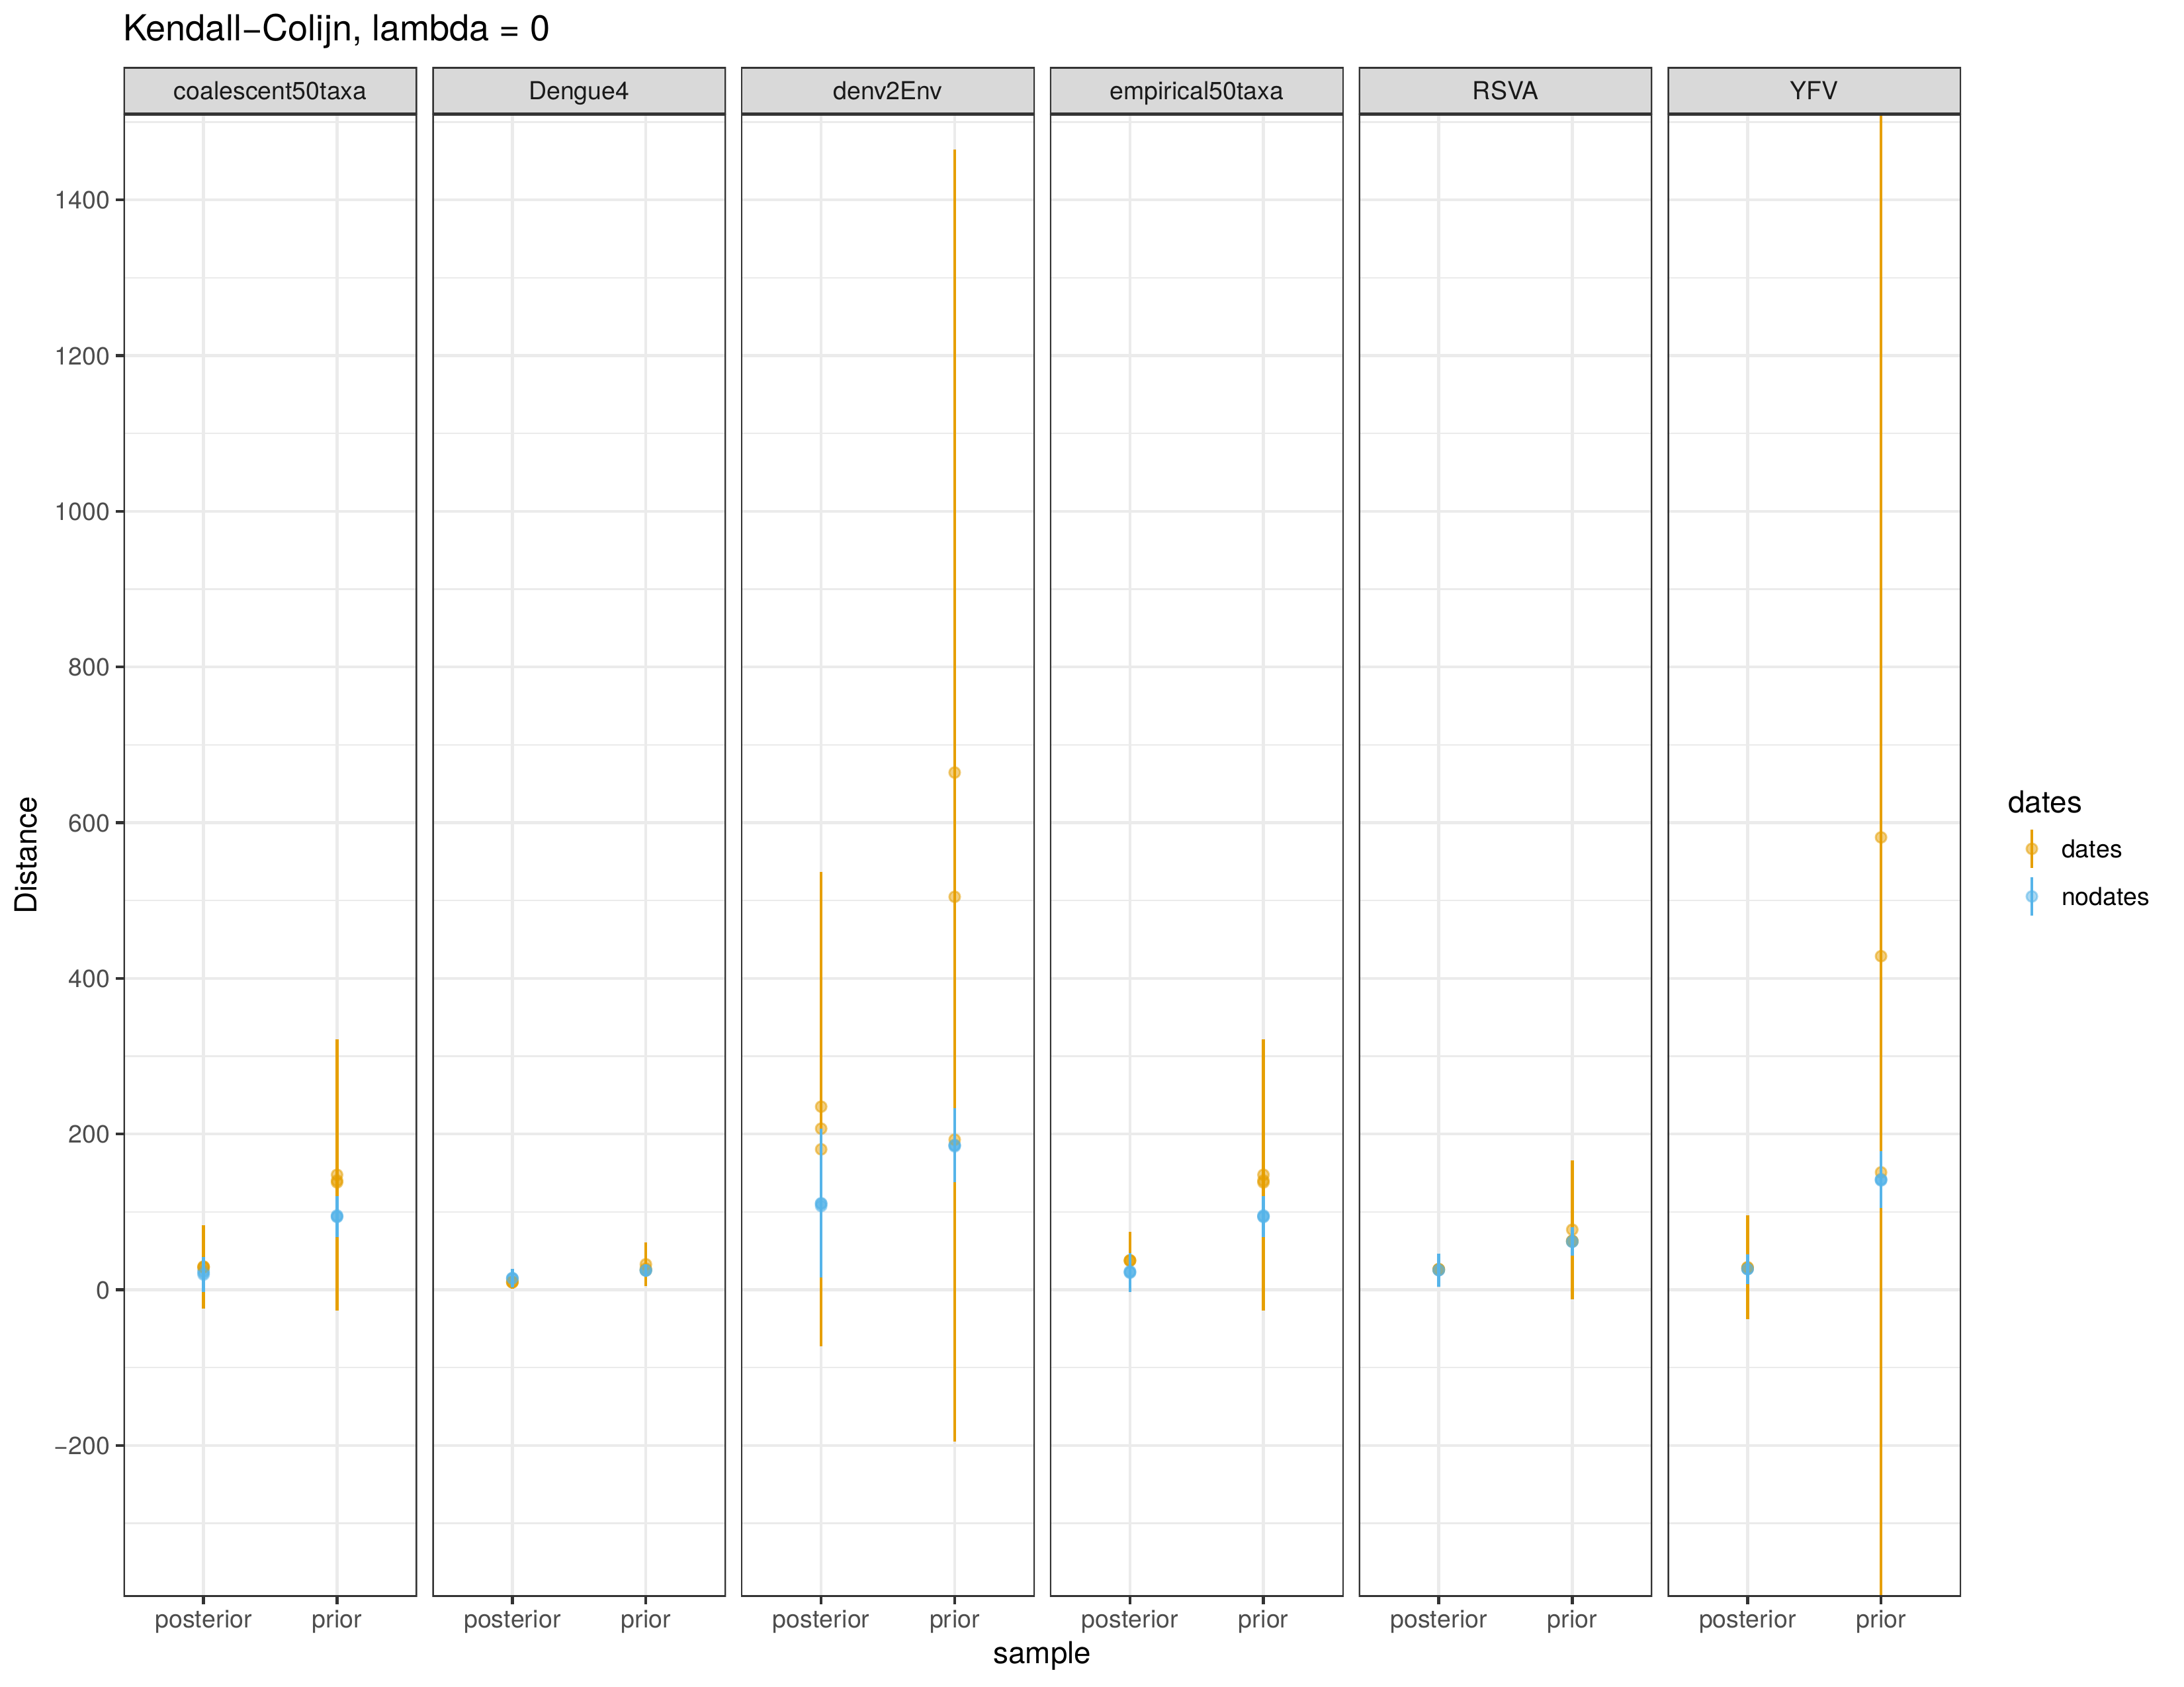 Kendall−Colijn, lambda = 0
coalescent50taxa Dengue4 denv2Env empirical50taxa RSVA YFV
1400
1200
1000
800
600
400
200
0
−200
Distance
dates
dates
nodates
posterior prior posterior prior posterior prior posterior prior posterior prior posterior prior
sample